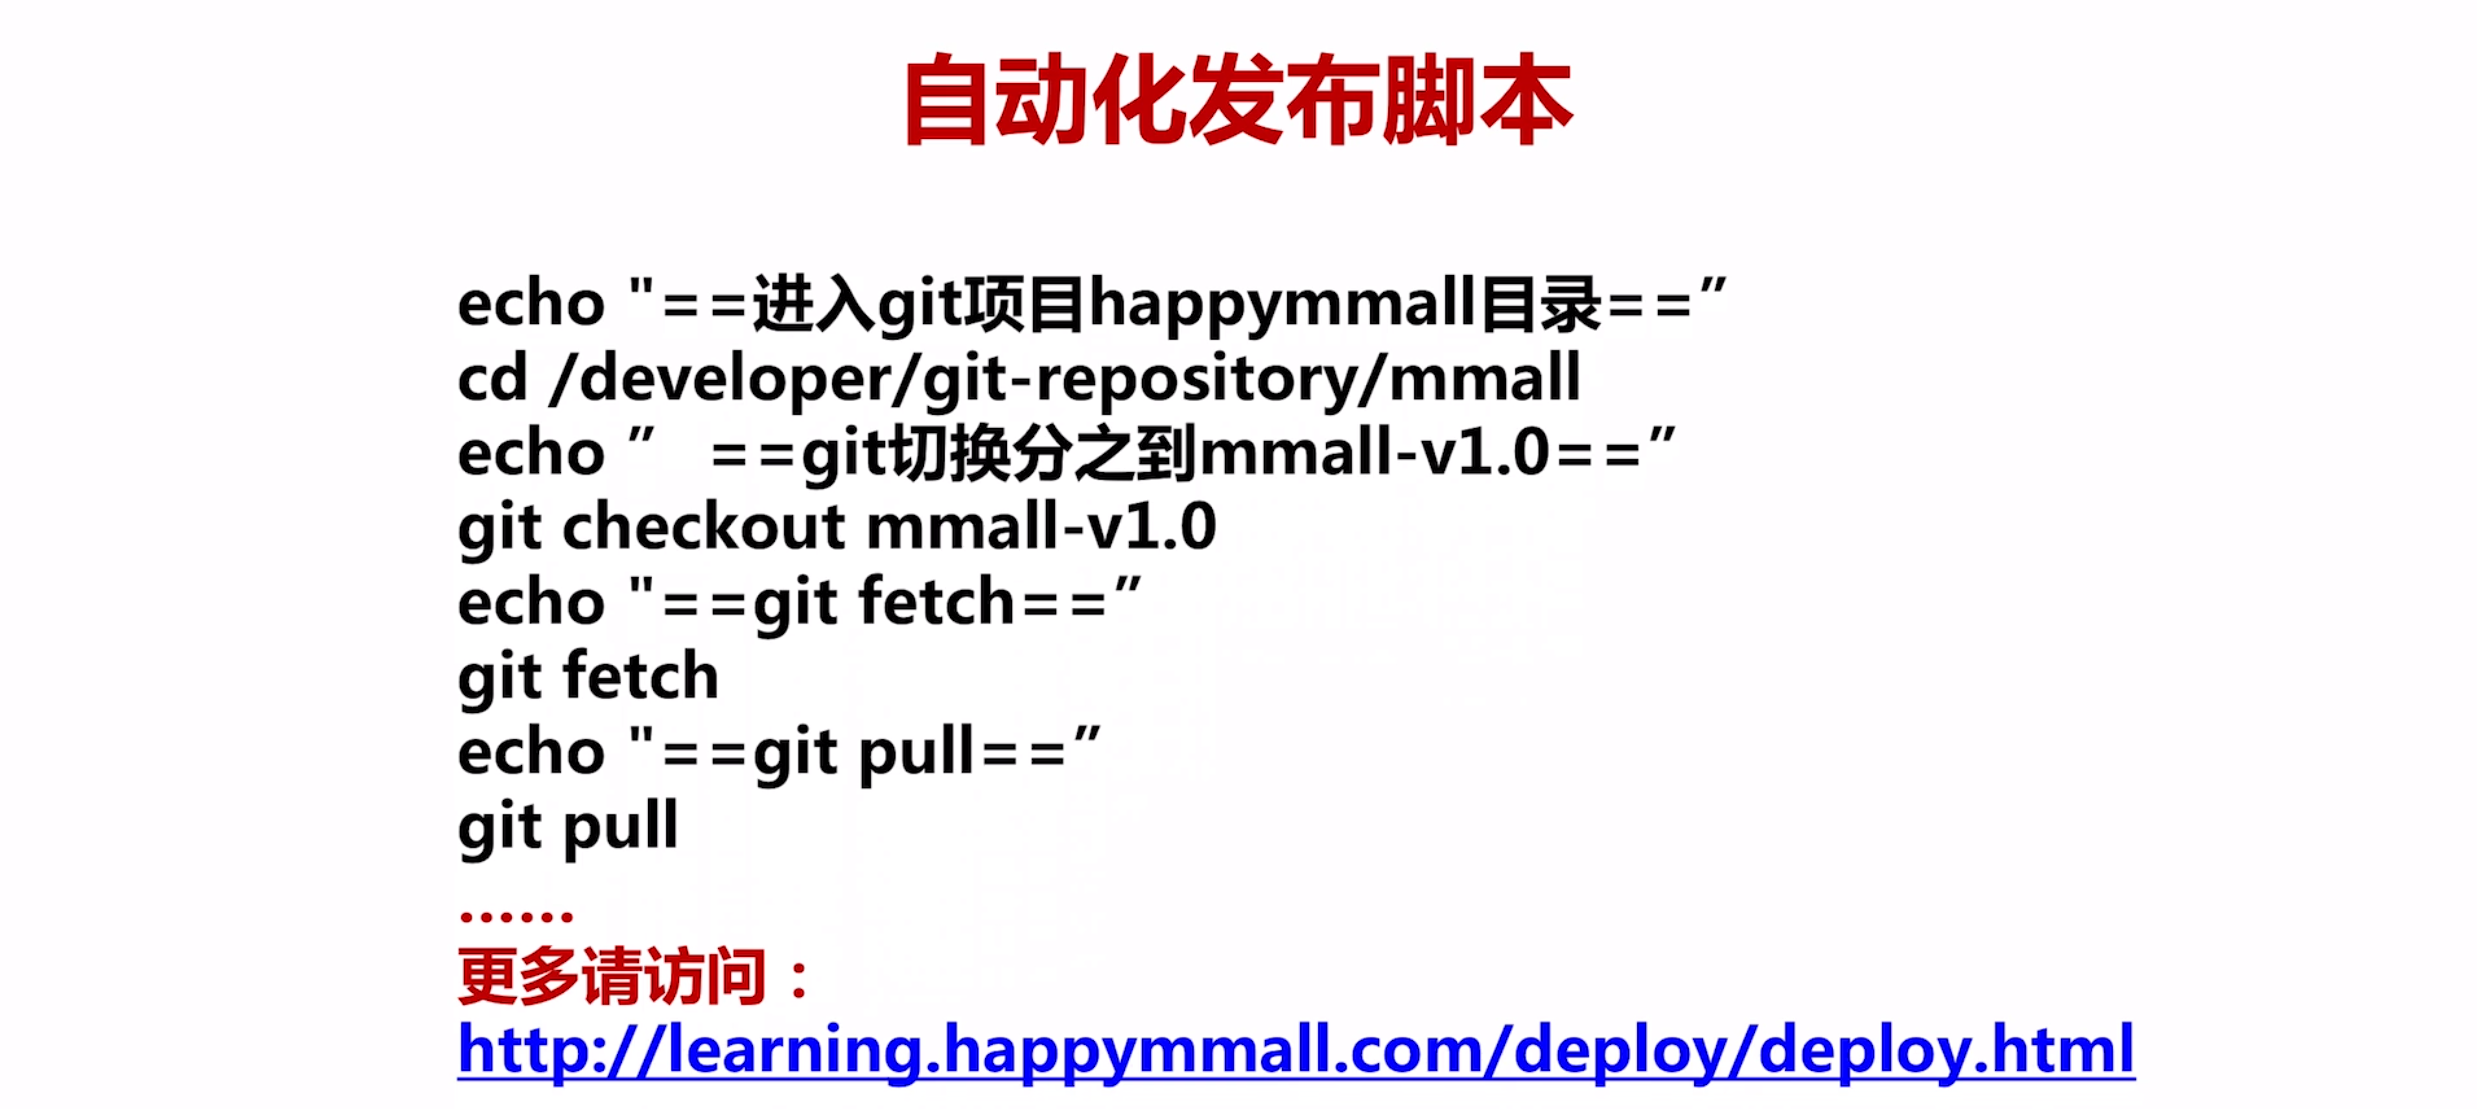 自动化发布脚本
echo "==进入git项目happymmall目录==”
cd /developer/git-repository/mmall
echo ” ==git切换分之到mmall-v1.0==”
git checkout mmall-v1.0
echo "==git fetch==”
git fetch
echo "==git pull==”
git pull
……
更多请访问：
http://learning.happymmall.com/deploy/deploy.html